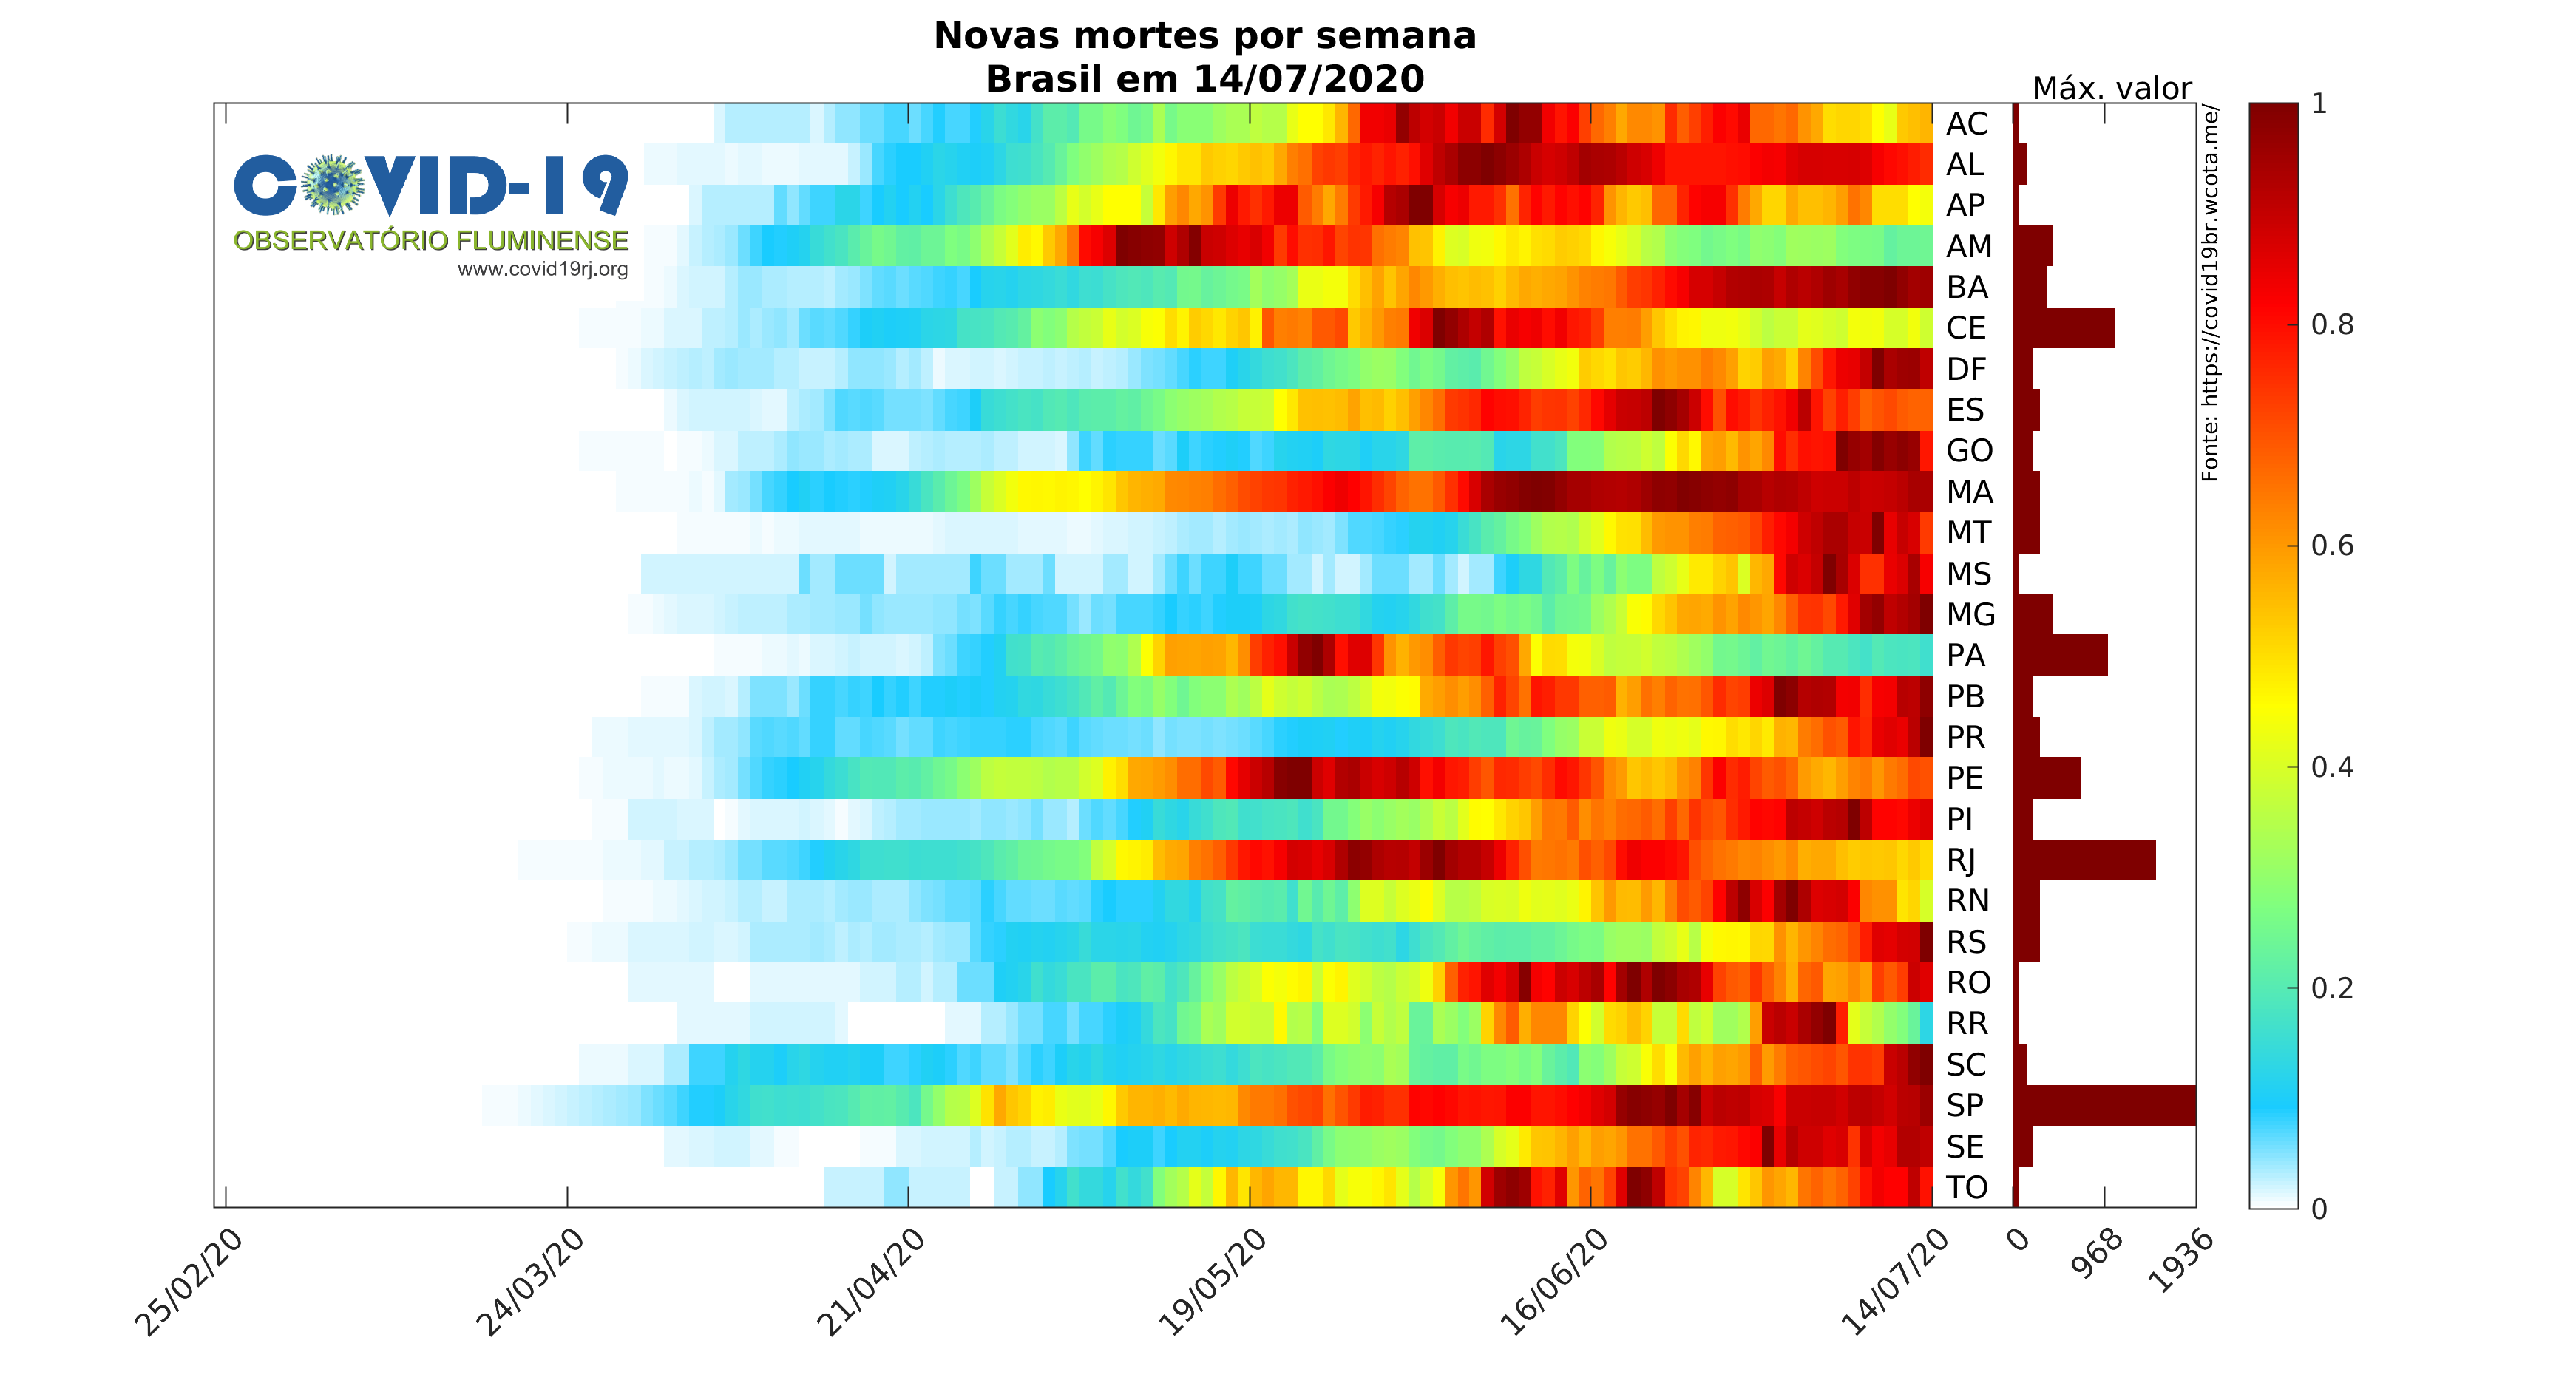 Novas mortes por semana
Brasil em 14/07/2020
Máx. valor
COVID-19
OBSERVATÓRIO FLUMINENSE
www.covid19rj.org
AC
AL
AP
AM
BA
CE
DF
ES
GO
MA
MT
MS
MG
PA
PB
PR
PE
PI
RJ
RN
RS
RO
RR
SC
SP
SE
TO
Fonte: https://covid19br.wcota.me/
1
0.8
0.6
0.4
0.2
0
25/02/20
24/03/20
21/04/20
19/05/20
16/06/20
14/07/20
0
968
1936